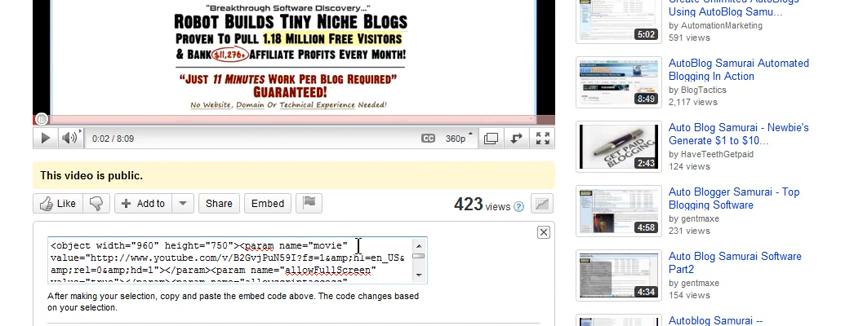 "Breakthrough Software Discovery..."
ROBOT BUILDS TINY NICHE BLOGS
PROVEN TO PULL 1.18 MILLION FREE VISITORS
& BANK $11,276+ AFFILIATE PROFITS EVERY MONTH!
"JUST 11 MINUTES WORK PER BLOG REQUIRED"
GUARANTEED!
No Website, Domain Or Technical Experience Needed!
0:02 / 8:09
CC
360p
This video is public.
Like
Add to
Share
Embed
423 views
<object width="960" height="750"><param name="movie"
value="http://www.youtube.com/v/B2GvjPuN59I?fs=1&amp;hl=en_US&
amp;rel=0&amp;hd=1"></param><param name="allowFullScreen"
After making your selection, copy and paste the embed code above. The code changes based
on your selection.
Create Unlimited AutoBlogs
Using AutoBlog Samu...
by AutomationMarketing
591 views
5:02
AutoBlog Samurai Automated
Blogging In Action
by BlogTactics
2,117 views
8:49
Auto Blog Samurai - Newbie's
Generate $1 to $10...
by HaveTeethGetpaid
124 views
GET PAID
BLOGGING
2:43
Auto Blogger Samurai - Top
Blogging Software
by gentmaxe
231 views
4:58
Auto Blog Samurai Software
Part2
by gentmaxe
154 views
4:34
Autoblog Samurai --